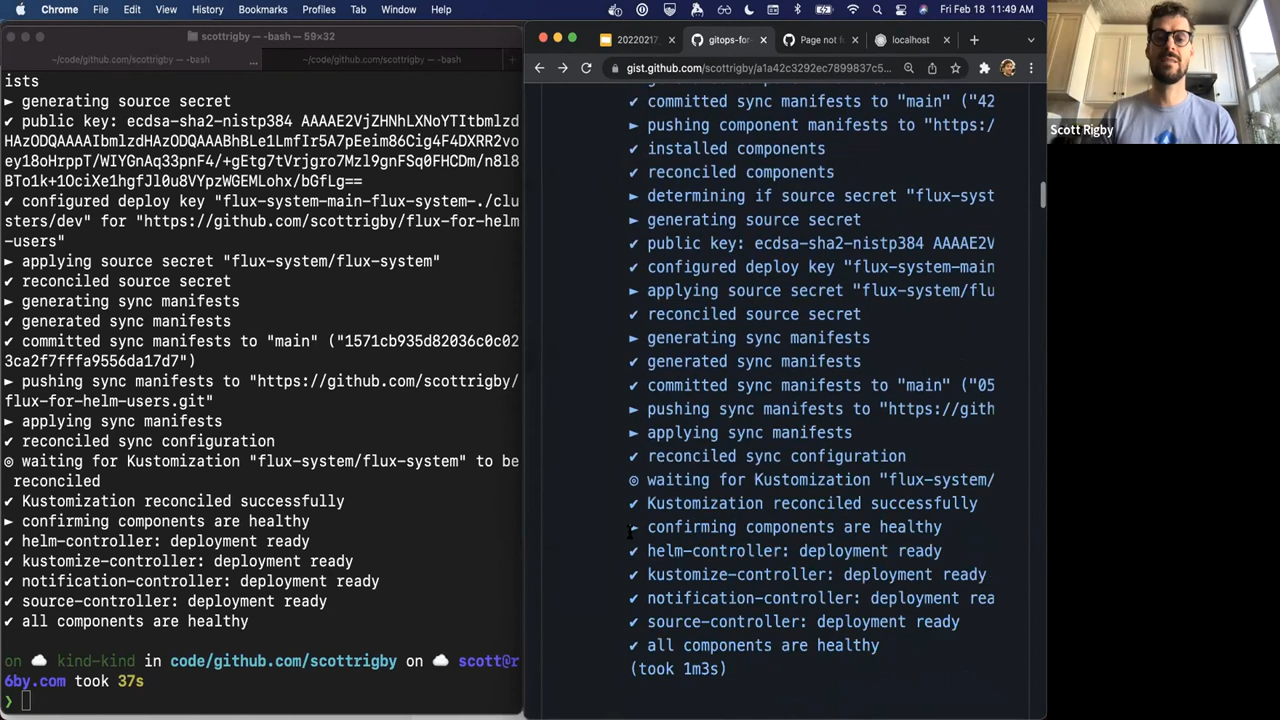 Chrome File Edit View History Bookmarks Profiles Tab Window Help Fri Feb 18 11:49 AM
scottrigby — -bash — 59×32
~/code/github.com/scottrigby — -bash ... ~/code/github.com/scottrigby — -bash +
ists
► generating source secret
✔ public key: ecdsa-sha2-nistp384 AAAAE2VjZHNhLXNoYTItbmlzd
HAzODQAAAAIbmlzdHAzODQAAABhBLe1LmfIr5A7pEeim86Cig4F4DXRR2vo
ey18oHrppT/WIYGnAq33pnF4/+gEtg7tVrjgro7Mzl9gnFSq0FHCDm/n8l8
BTo1k+1OciXe1hgfJl0u8VYpzWGEMLohx/bGfLg==
✔ configured deploy key "flux-system-main-flux-system-./clu
sters/dev" for "https://github.com/scottrigby/flux-for-helm
-users"
► applying source secret "flux-system/flux-system"
✔ reconciled source secret
► generating sync manifests
✔ generated sync manifests
✔ committed sync manifests to "main" ("1571cb935d82036c0c02
3ca2f7fffa9556da17d7")
► pushing sync manifests to "https://github.com/scottrigby/
flux-for-helm-users.git"
► applying sync manifests
✔ reconciled sync configuration
◎ waiting for Kustomization "flux-system/flux-system" to be
reconciled
✔ Kustomization reconciled successfully
► confirming components are healthy
✔ helm-controller: deployment ready
✔ kustomize-controller: deployment ready
✔ notification-controller: deployment ready
✔ source-controller: deployment ready
✔ all components are healthy
on ☁ kind-kind in code/github.com/scottrigby on ☁ scott@r
6by.com took 37s
❯
20220217_ gitops-for- Page not f localhost
gist.github.com/scottrigby/a1a42c3292ec7899837c5...
✔ committed sync manifests to "main" ("42
► pushing component manifests to "https:/
✔ installed components
✔ reconciled components
► determining if source secret "flux-syst
► generating source secret
✔ public key: ecdsa-sha2-nistp384 AAAAE2V
✔ configured deploy key "flux-system-main
► applying source secret "flux-system/flu
✔ reconciled source secret
► generating sync manifests
✔ generated sync manifests
✔ committed sync manifests to "main" ("05
► pushing sync manifests to "https://gith
► applying sync manifests
✔ reconciled sync configuration
◎ waiting for Kustomization "flux-system/
✔ Kustomization reconciled successfully
► confirming components are healthy
✔ helm-controller: deployment ready
✔ kustomize-controller: deployment ready
✔ notification-controller: deployment rea
✔ source-controller: deployment ready
✔ all components are healthy
(took 1m3s)
Scott Rigby